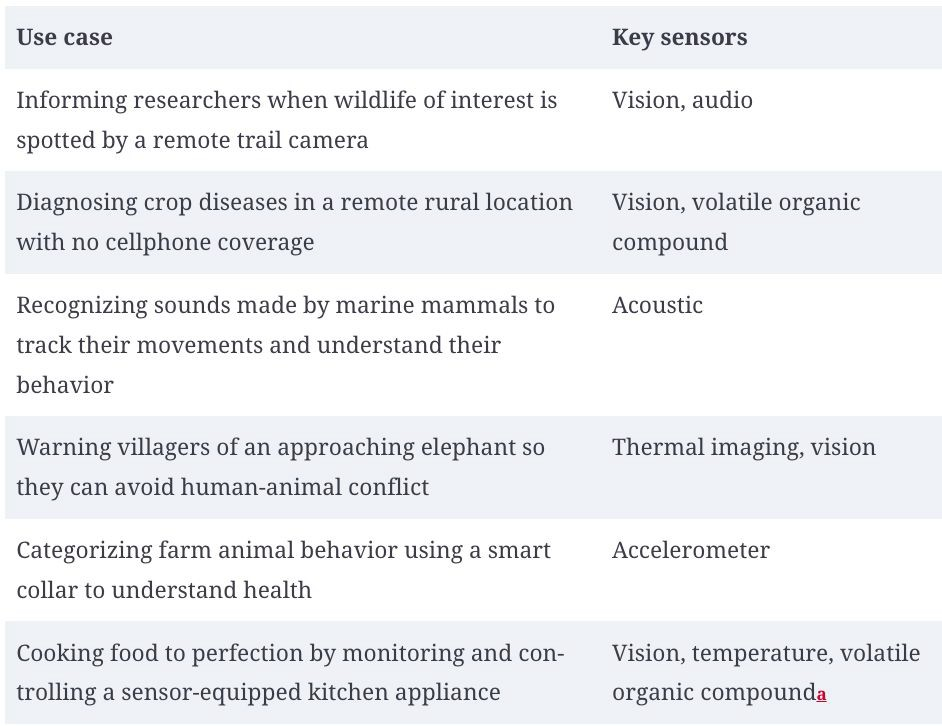 Use case Key sensors
Informing researchers when wildlife of interest is Vision, audio
spotted by a remote trail camera
Diagnosing crop diseases in a remote rural location Vision, volatile organic
with no cellphone coverage compound
Recognizing sounds made by marine mammals to Acoustic
track their movements and understand their
behavior
Warning villagers of an approaching elephant so Thermal imaging, vision
they can avoid human-animal conflict
Categorizing farm animal behavior using a smart Accelerometer
collar to understand health
Cooking food to perfection by monitoring and con- Vision, temperature, volatile
trolling a sensor-equipped kitchen appliance organic compounda